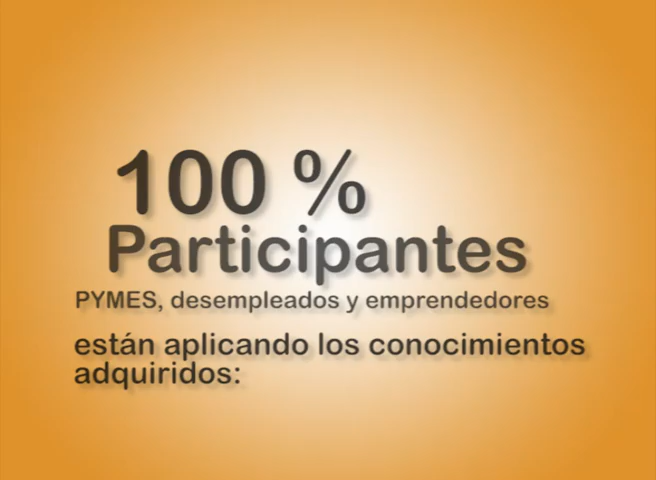 100 %
Participantes
PYMES, desempleados y emprendedores
están aplicando los conocimientos
adquiridos: